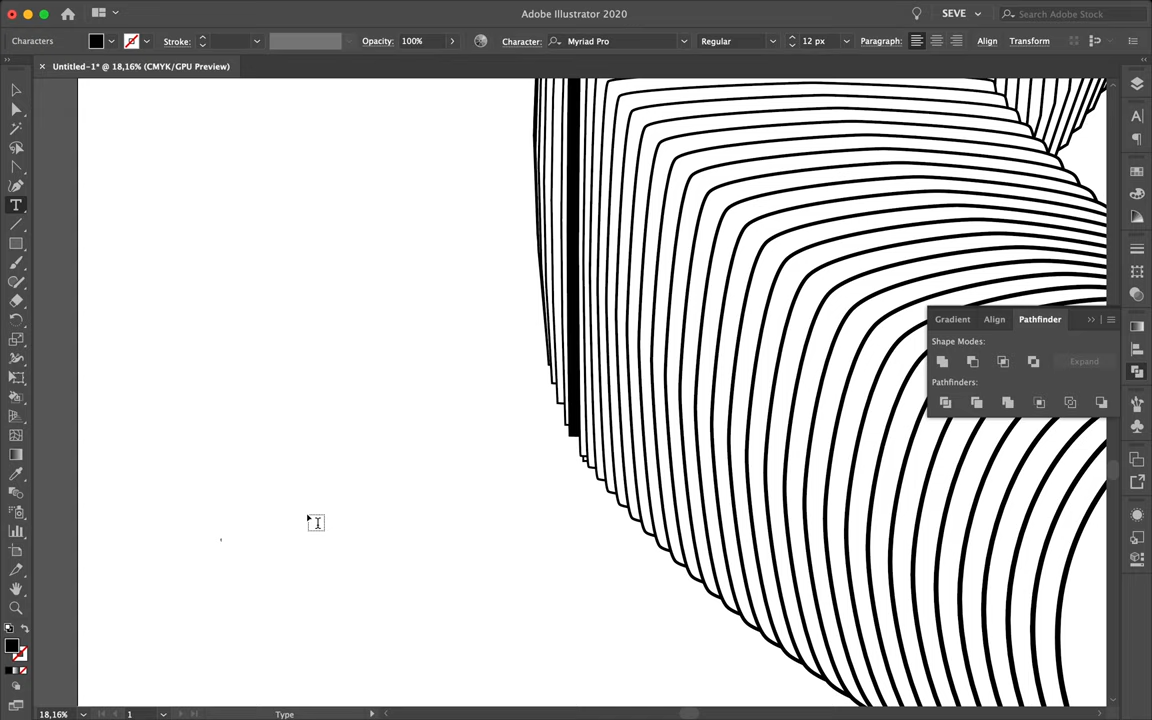 Adobe Illustrator 2020
SEVE
Search Adobe Stock
Characters
Stroke:
Opacity:
100%
Character:
Myriad Pro
Regular
12 px
Paragraph:
Align
Transform
Untitled-1* @ 18,16% (CMYK/GPU Preview)
Gradient
Align
Pathfinder
Shape Modes:
Expand
Pathfinders:
18,16%
1
Type